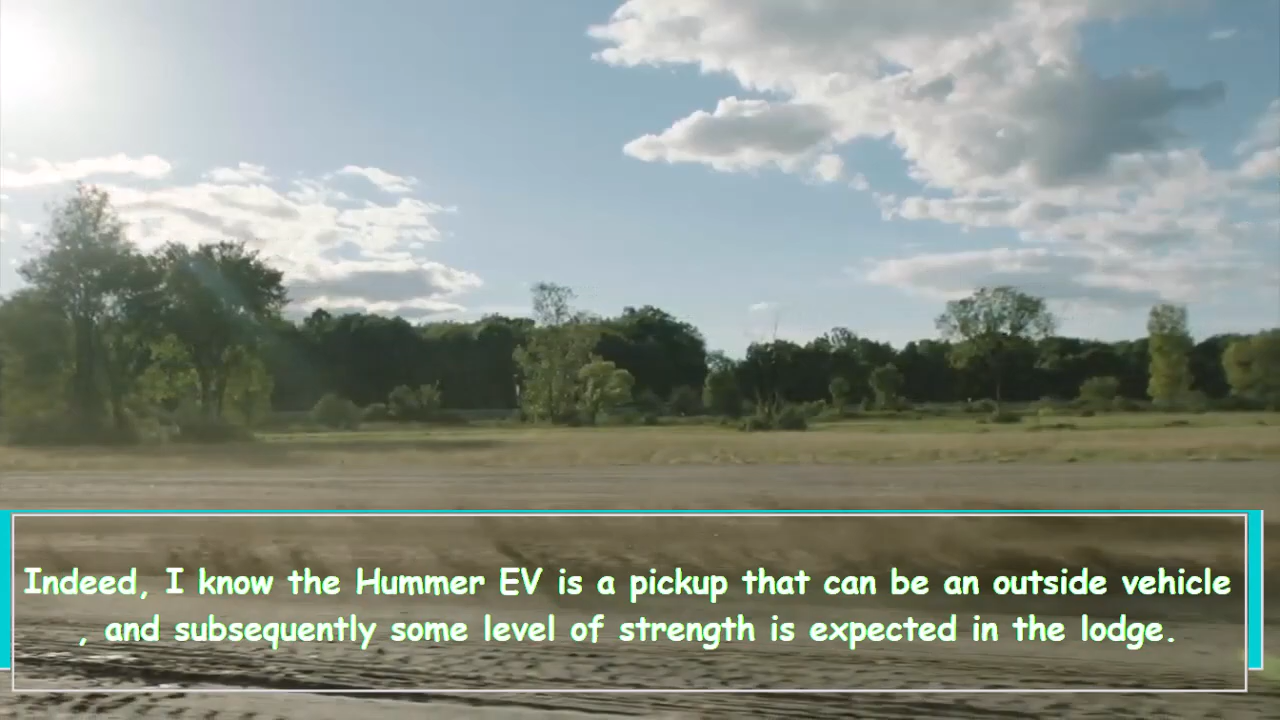 Indeed, I know the Hummer EV is a pickup that can be an outside vehicle
, and subsequently some level of strength is expected in the lodge.